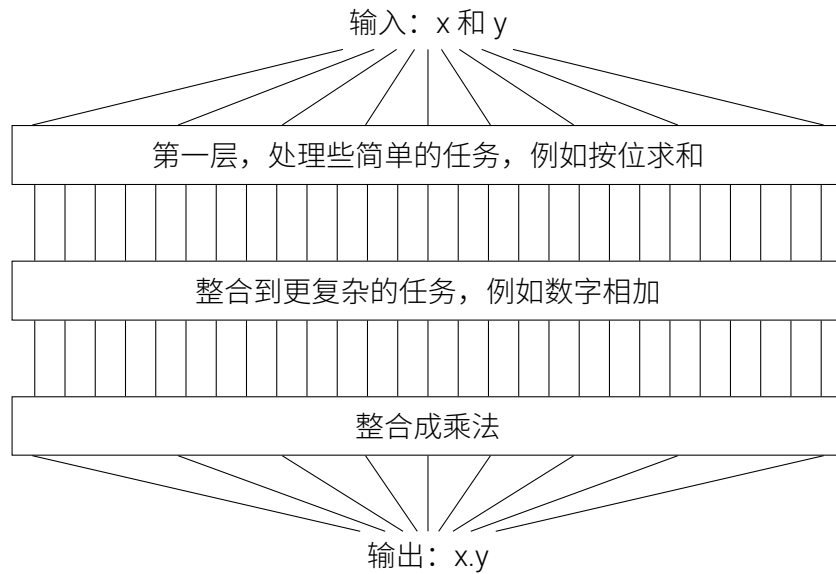 输入：x 和 y
第一层，处理些简单的任务，例如按位求和
整合到更复杂的任务，例如数字相加
整合成乘法
输出：x.y